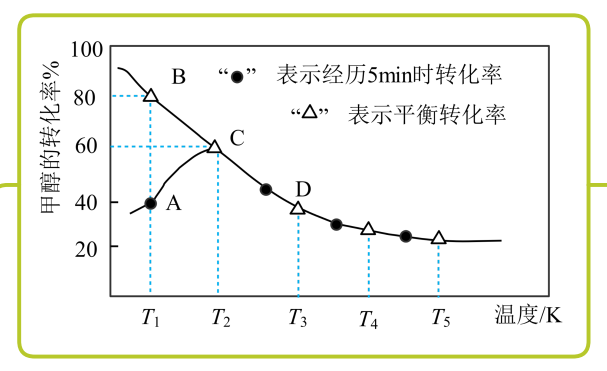 100
80
60
40
20
甲醇的转化率%
B
“●” 表示经历5min时转化率
“△” 表示平衡转化率
C
A
D
T₁ T₂ T₃ T₄ T₅ 温度/K